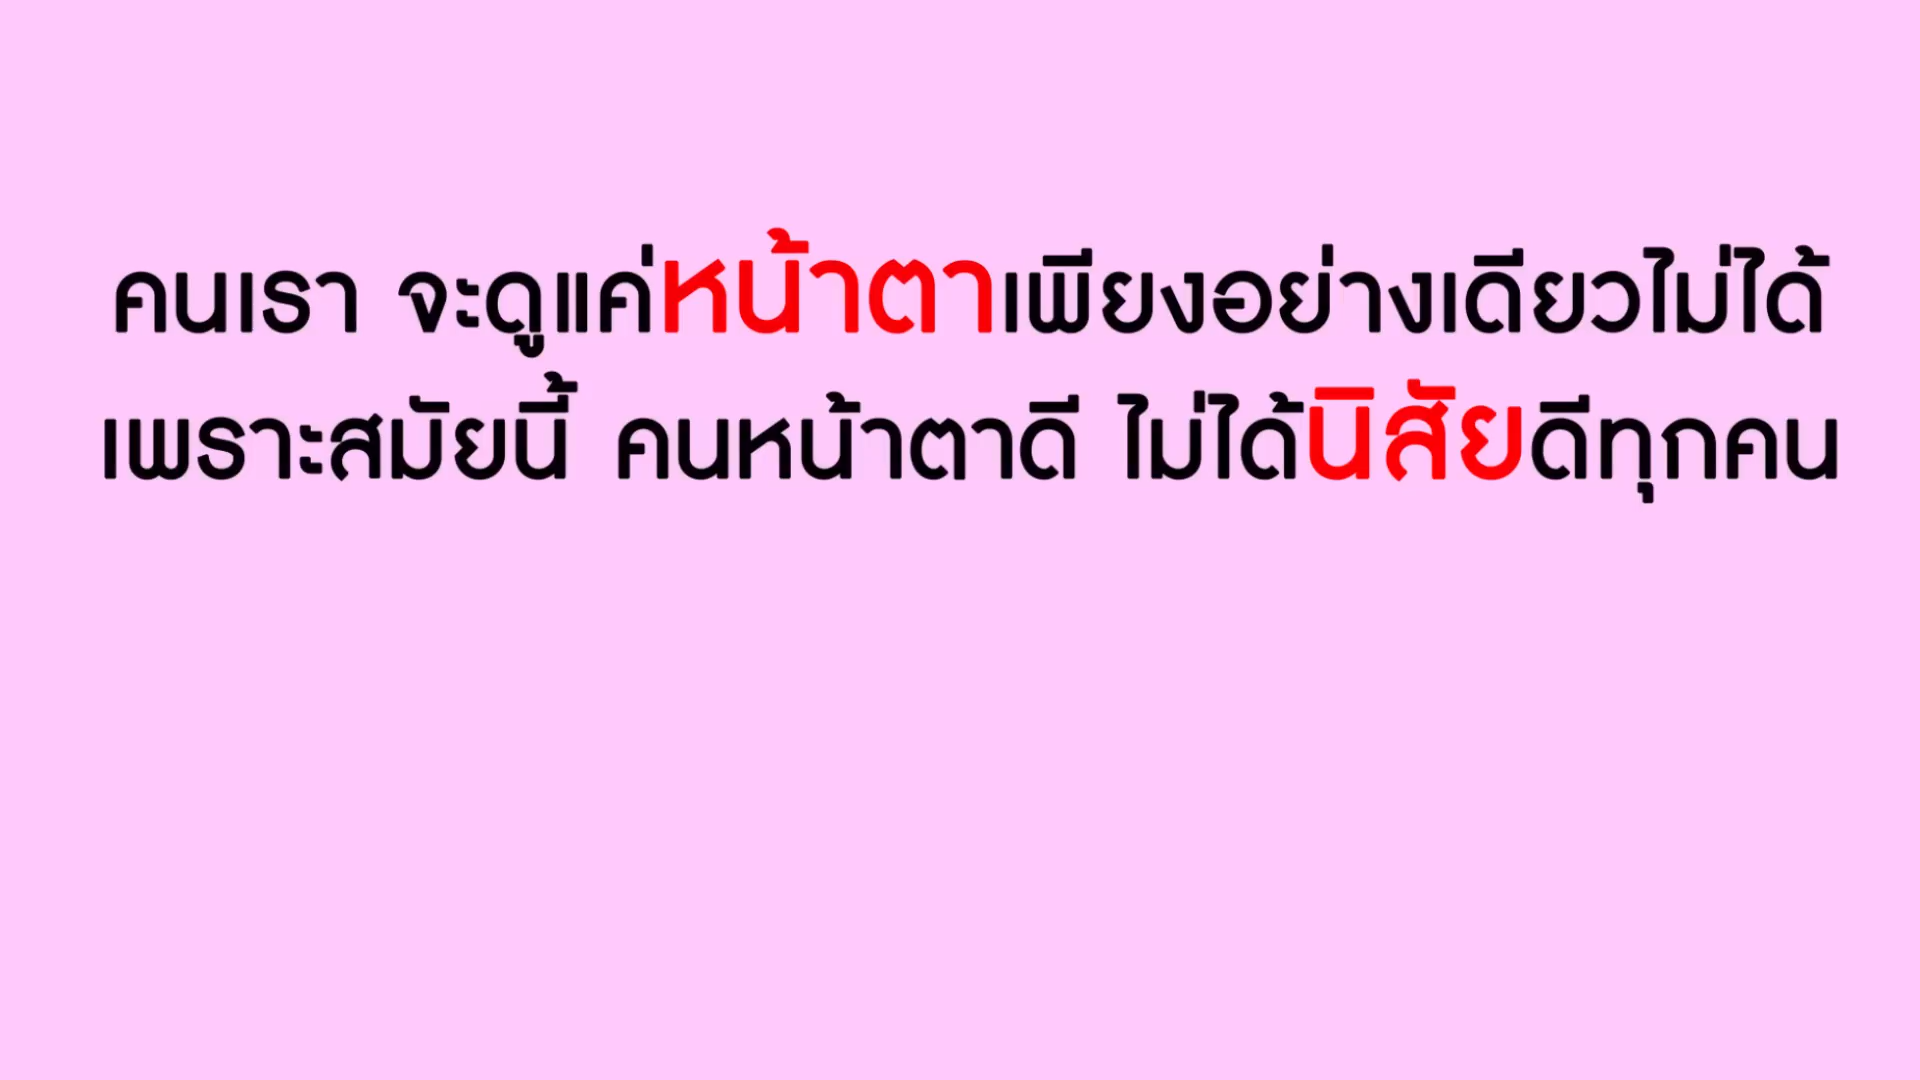 คนเรา จะดูแค่หน้าตาเพียงอย่างเดียวไม่ได้
เพราะสมัยนี้ คนหน้าตาดี ไม่ได้นิสัยดีทุกคน